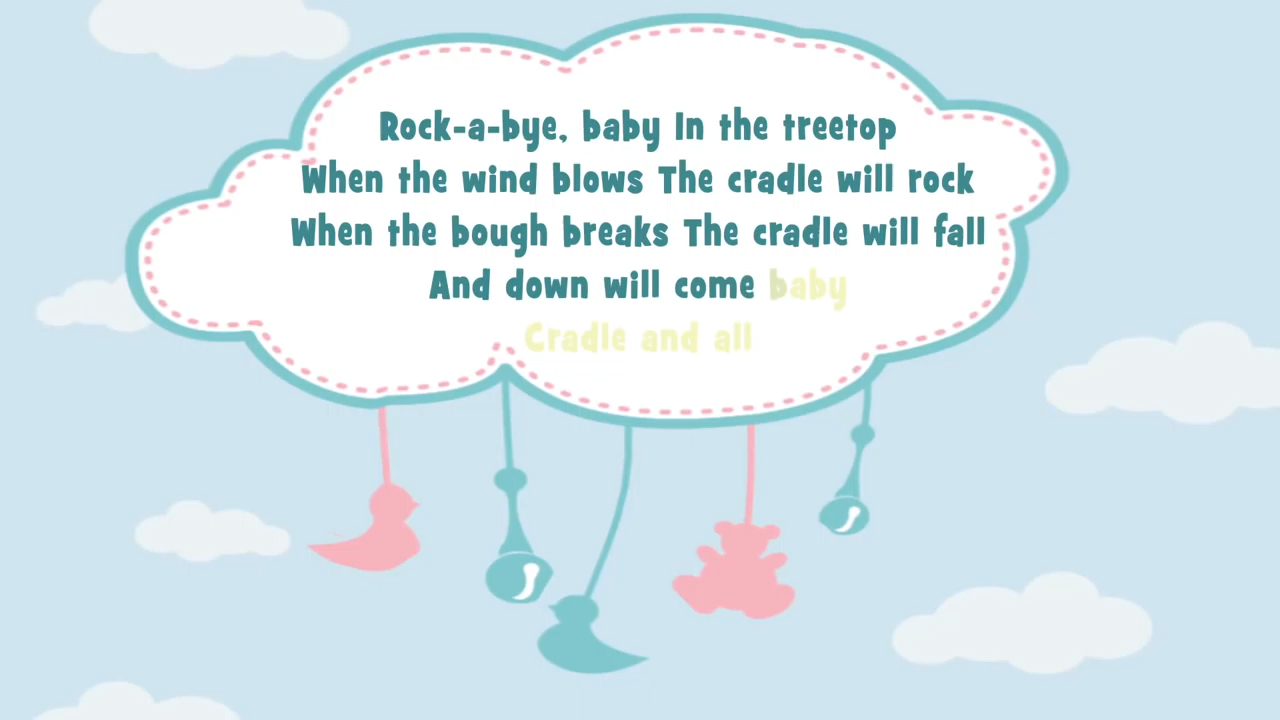 Rock-a-bye, baby In the treetop
When the wind blows The cradle will rock
When the bough breaks The cradle will fall
And down will come baby
Cradle and all